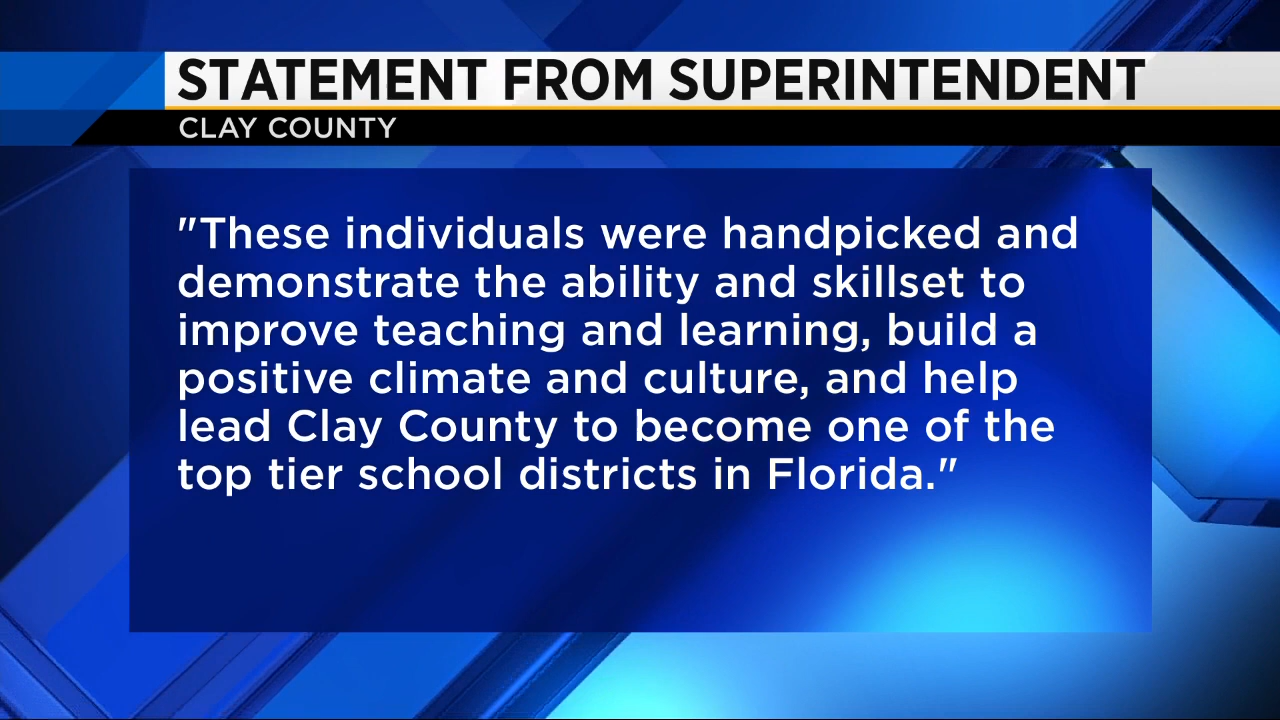 STATEMENT FROM SUPERINTENDENT
CLAY COUNTY
"These individuals were handpicked and
demonstrate the ability and skillset to
improve teaching and learning, build a
positive climate and culture, and help
lead Clay County to become one of the
top tier school districts in Florida."